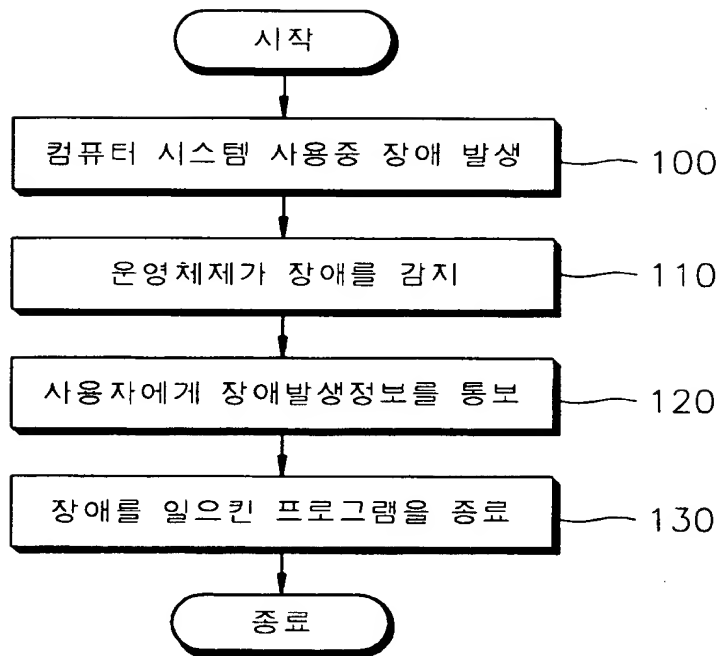 시작
컴퓨터 시스템 사용중 장애 발생
100
운영체제가 장애를 감지
110
사용자에게 장애발생정보를 통보
120
장애를 일으킨 프로그램을 종료
130
종료